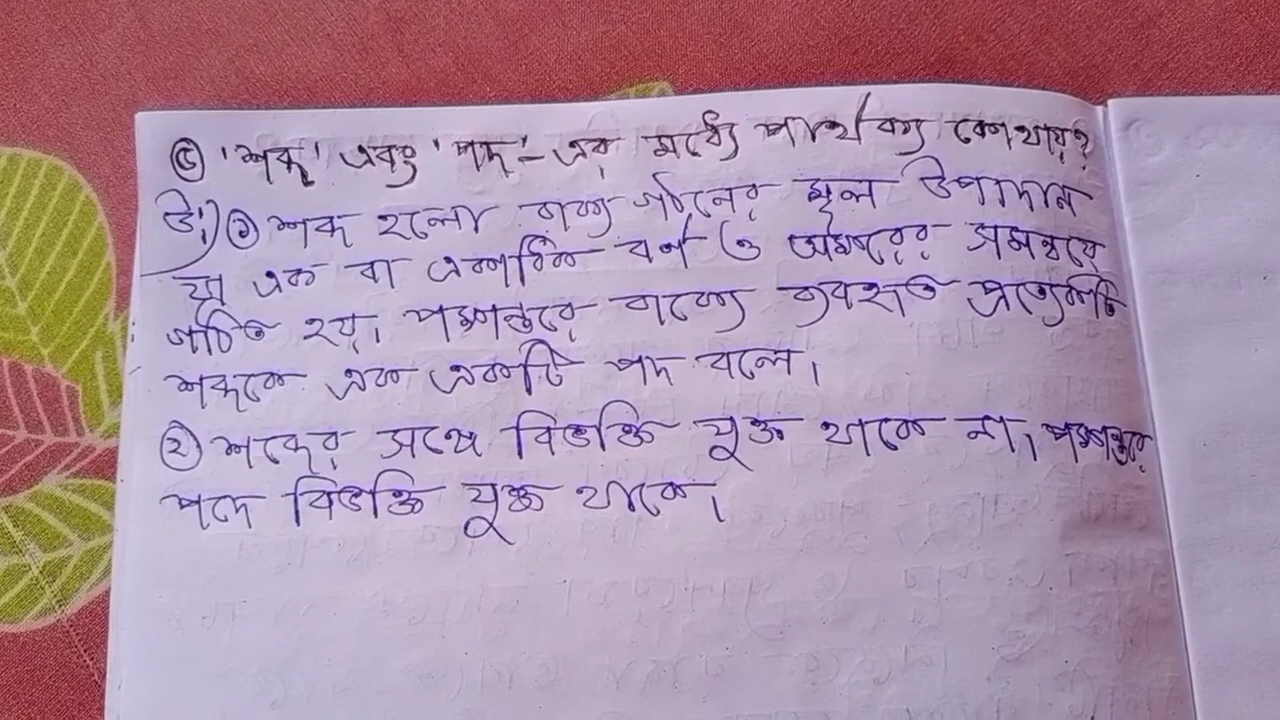 ৫ 'শব্দ' এবং 'পদ'-এর মধ্যে পার্থক্য কোথায়?
উঃ) ১ শব্দ হলো বাক্য গঠনের মূল উপাদান
যা এক বা একাধিক বর্ণ ও অক্ষরের সমন্বয়ে
গঠিত হয়। পক্ষান্তরে বাক্যে ব্যবহৃত প্রত্যেকটি
শব্দকে এক একটি পদ বলে।
২ শব্দের সঙ্গে বিভক্তি যুক্ত থাকে না। পক্ষান্তরে
পদে বিভক্তি যুক্ত থাকে।